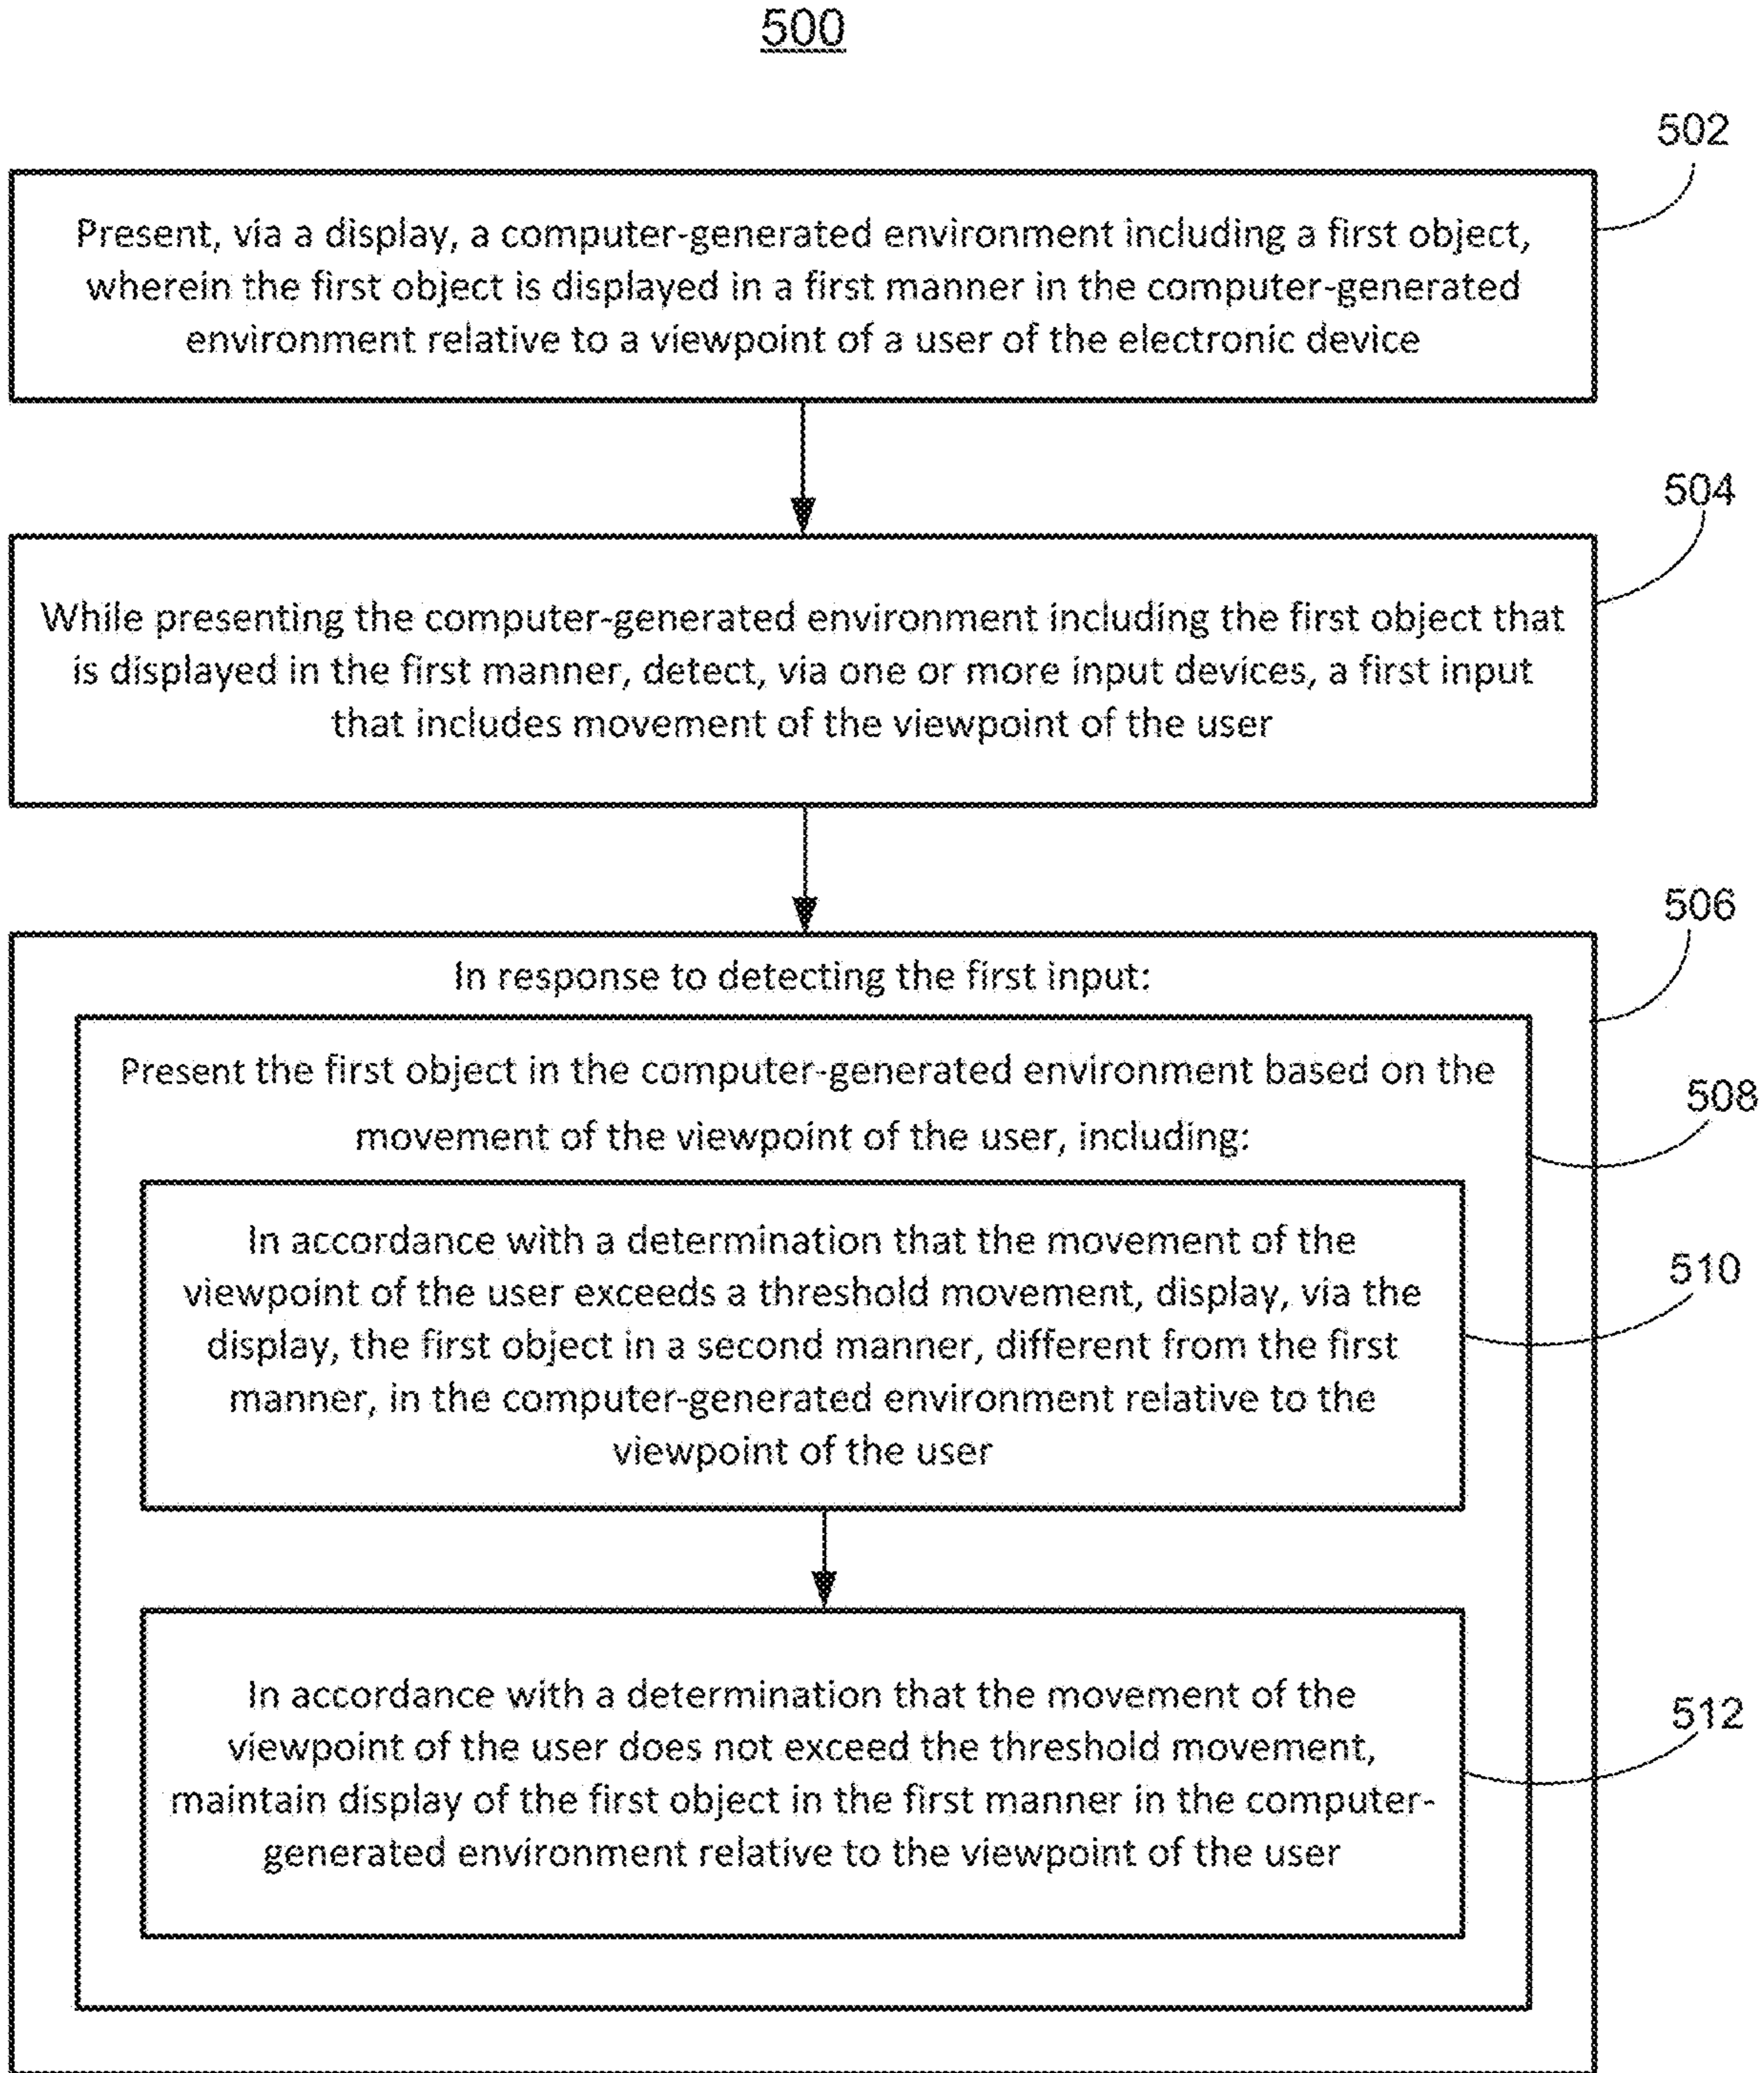 500
502
Present, via a display, a computer-generated environment including a first object,
wherein the first object is displayed in a first manner in the computer-generated
environment relative to a viewpoint of a user of the electronic device
504
While presenting the computer-generated environment including the first object that
is displayed in the first manner, detect, via one or more input devices, a first input
that includes movement of the viewpoint of the user
506
In response to detecting the first input:
Present the first object in the computer-generated environment based on the
508
movement of the viewpoint of the user, including:
In accordance with a determination that the movement of the
510
viewpoint of the user exceeds a threshold movement, display, via the
display, the first object in a second manner, different from the first
manner, in the computer-generated environment relative to the
viewpoint of the user
In accordance with a determination that the movement of the
512
viewpoint of the user does not exceed the threshold movement,
maintain display of the first object in the first manner in the computer-
generated environment relative to the viewpoint of the user